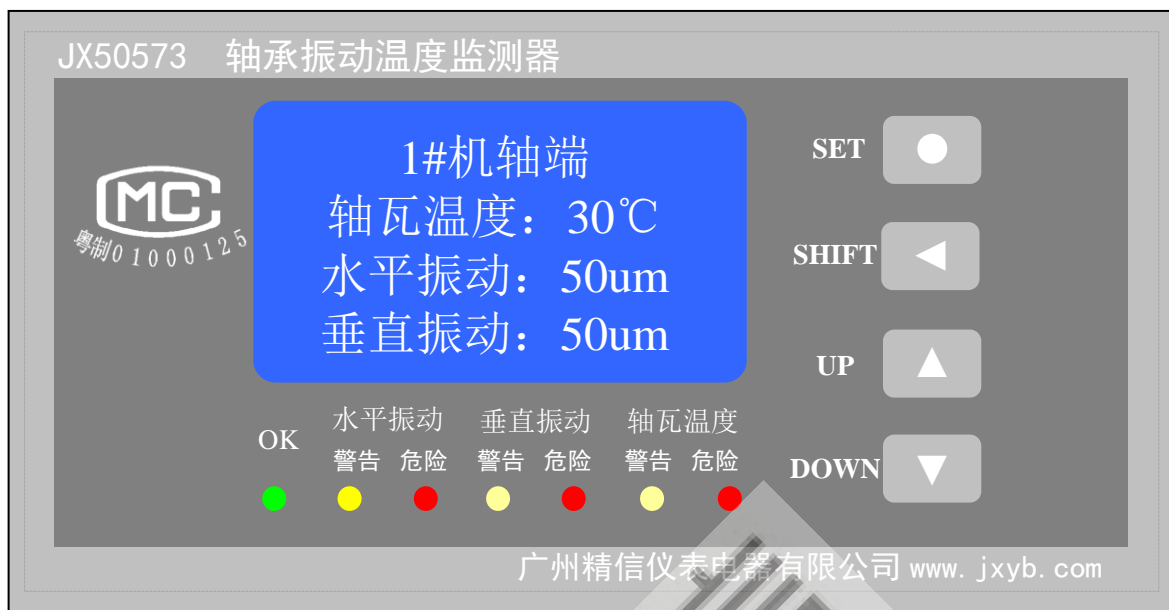 JX50573 轴承振动温度监测器
MC
粤制01000125
1#机轴端
轴瓦温度：30℃
水平振动：50um
垂直振动：50um
SET
SHIFT
UP
DOWN
OK
水平振动 垂直振动 轴瓦温度
警告 危险 警告 危险 警告 危险
广州精信仪表电器有限公司 www.jxyb.com